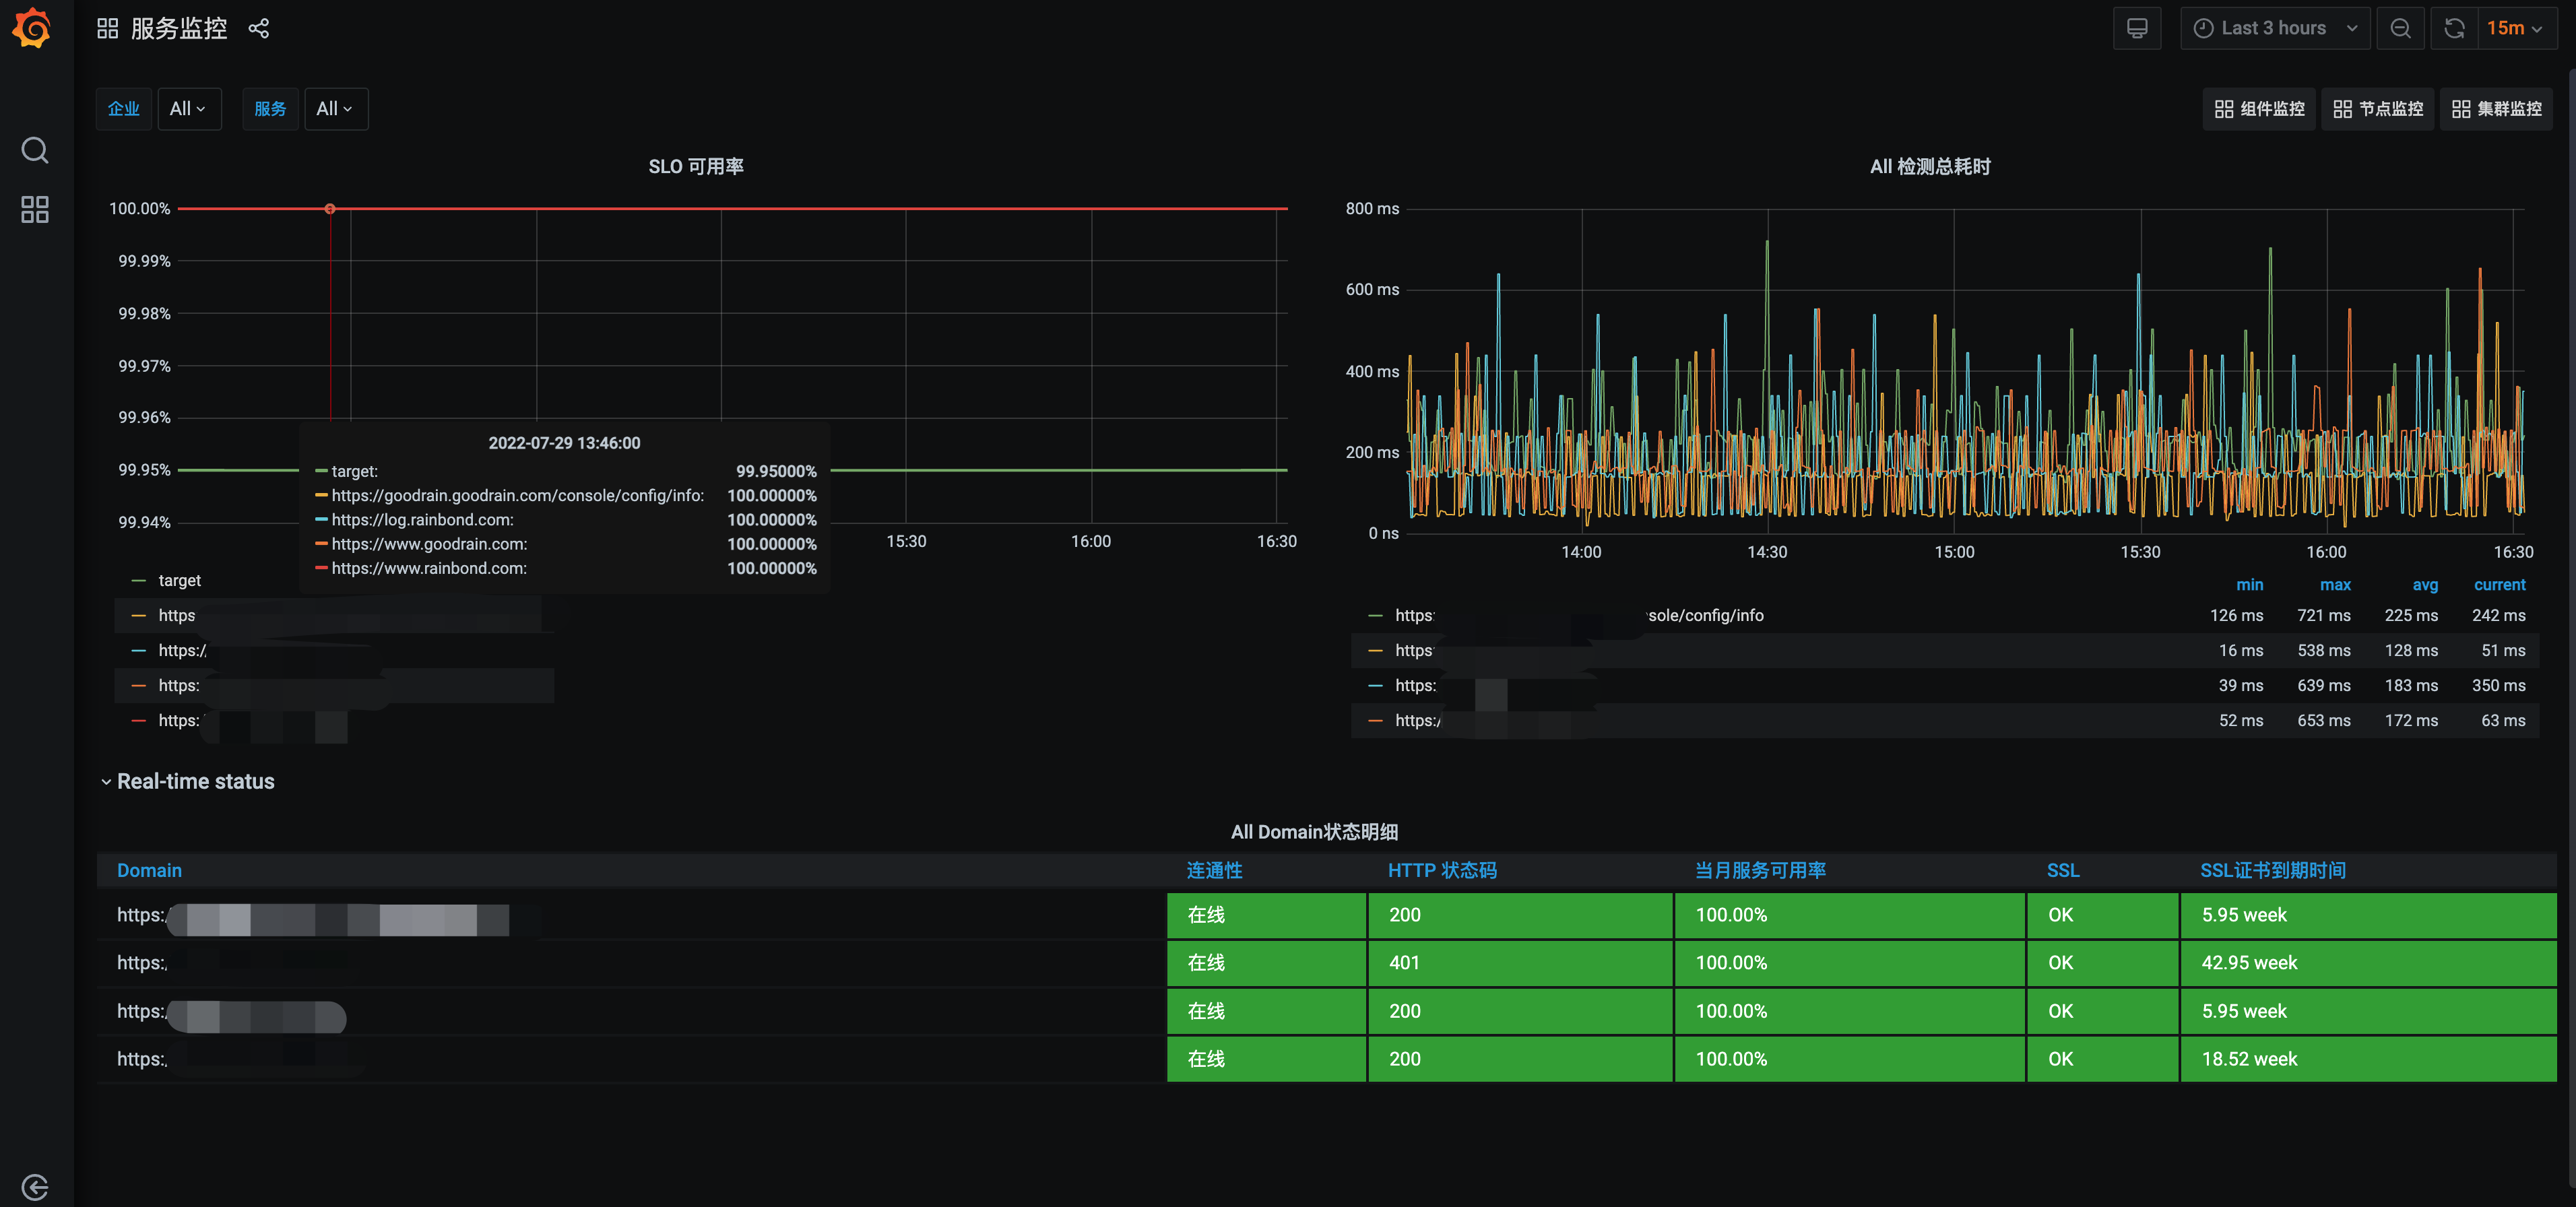 服务监控
Last 3 hours
15m
企业 All 服务 All
组件监控 节点监控 集群监控
SLO 可用率
100.00%
99.99%
99.98%
99.97%
99.96%
99.95%
99.94%
15:30 16:00 16:30
2022-07-29 13:46:00
target: 99.95000%
https://goodrain.goodrain.com/console/config/info: 100.00000%
https://log.rainbond.com: 100.00000%
https://www.goodrain.com: 100.00000%
https://www.rainbond.com: 100.00000%
target
https
https:/
https:
https:
All 检测总耗时
800 ms
600 ms
400 ms
200 ms
0 ns
14:00 14:30 15:00 15:30 16:00 16:30
min max avg current
https: sole/config/info 126 ms 721 ms 225 ms 242 ms
https: 16 ms 538 ms 128 ms 51 ms
https: 39 ms 639 ms 183 ms 350 ms
https:/ 52 ms 653 ms 172 ms 63 ms
Real-time status
All Domain状态明细
Domain 连通性 HTTP 状态码 当月服务可用率 SSL SSL证书到期时间
https:/ 在线 200 100.00% OK 5.95 week
https:/ 在线 401 100.00% OK 42.95 week
https:/ 在线 200 100.00% OK 5.95 week
https:/ 在线 200 100.00% OK 18.52 week